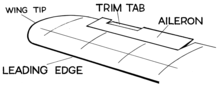 TRIM TAB
WING TIP
AILERON
LEADING EDGE